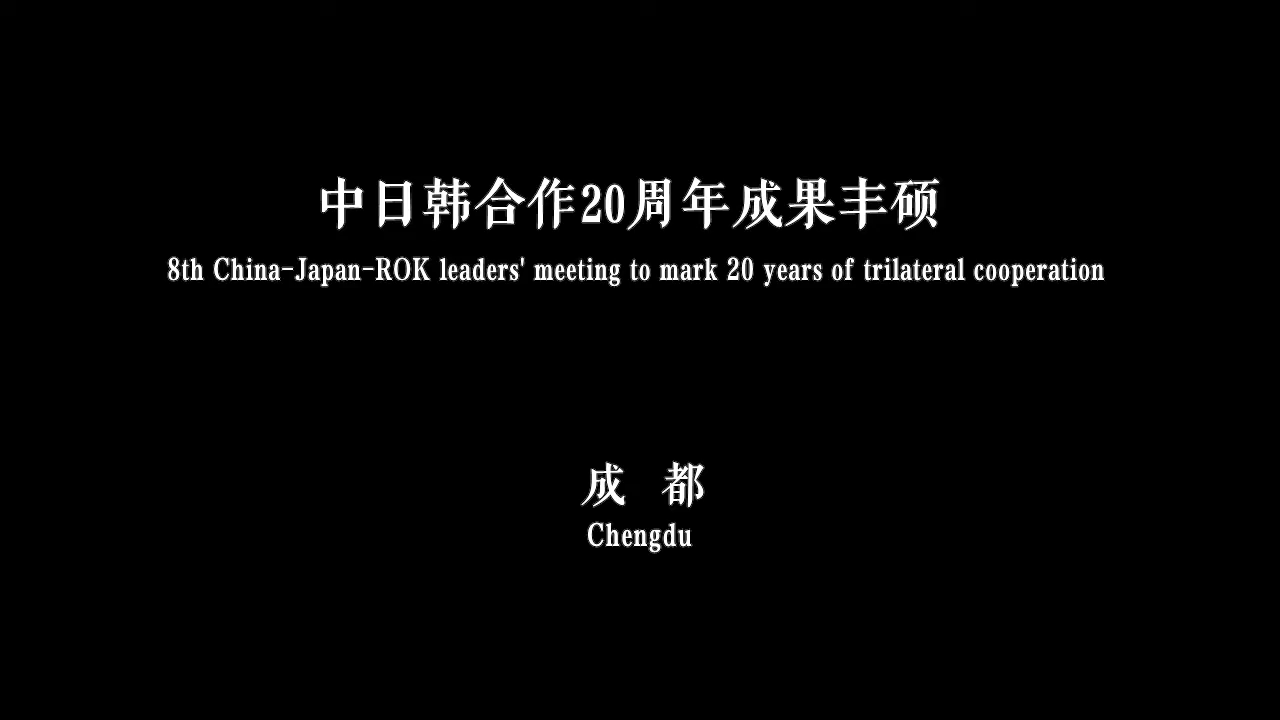 中日韩合作20周年成果丰硕
8th China-Japan-ROK leaders' meeting to mark 20 years of trilateral cooperation
成 都
Chengdu